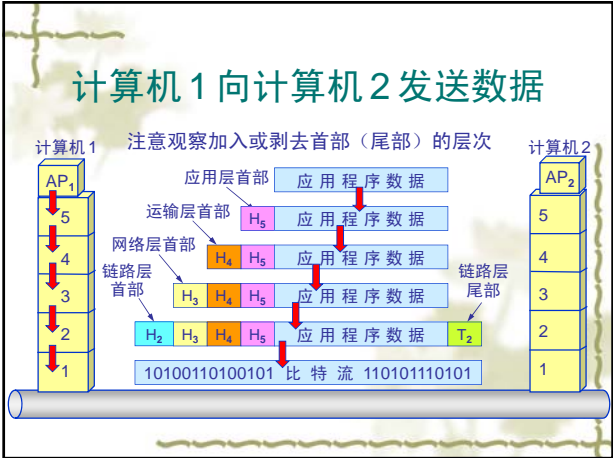 计算机 1 向计算机 2 发送数据
注意观察加入或剥去首部（尾部）的层次
计算机 1
计算机 2
AP1
5
4
3
2
1
应用层首部
应 用 程 序 数 据
运输层首部
H5 应 用 程 序 数 据
网络层首部
H4 H5 应 用 程 序 数 据
链路层
首部
H3 H4 H5 应 用 程 序 数 据
链路层
尾部
H2 H3 H4 H5 应 用 程 序 数 据 T2
10100110100101 比 特 流 110101110101
AP2
5
4
3
2
1